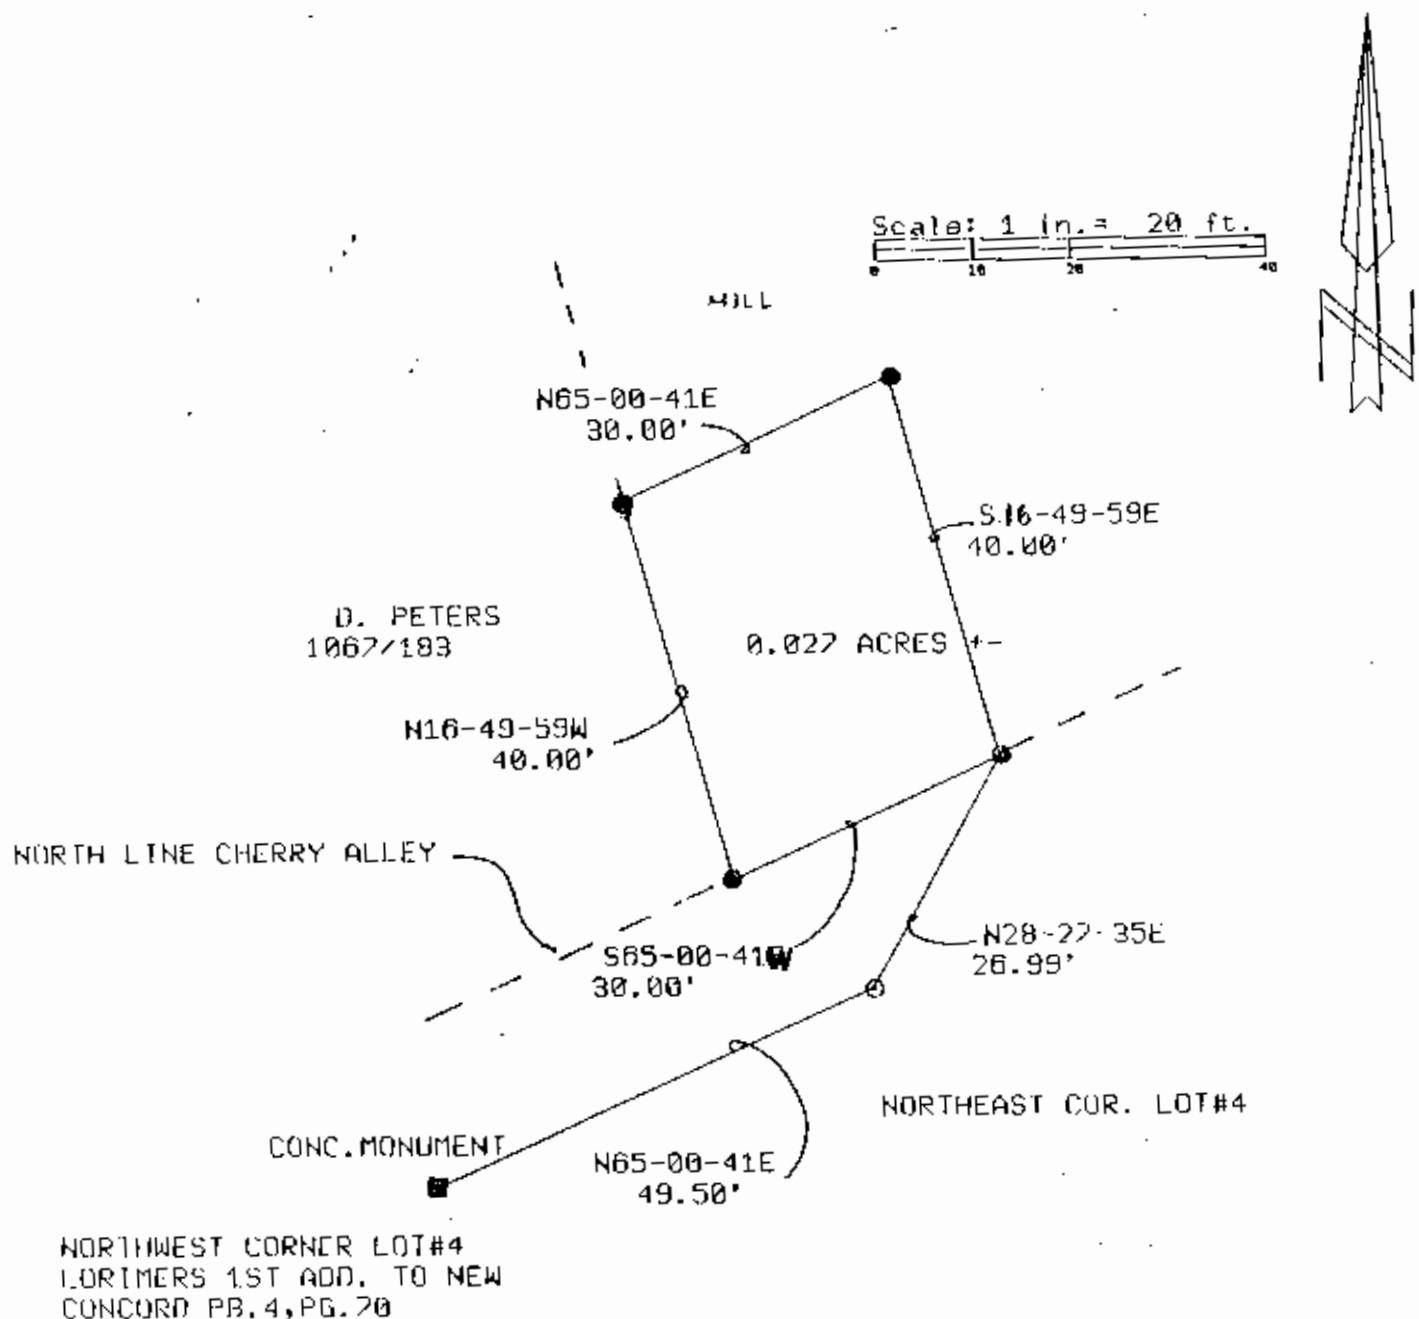 Scale: 1 in.= 20 ft.
0 10 20 40
N
HILL
N65-00-41E
30.00'
S16-49-59E
40.00'
D. PETERS
1067/183
0.027 ACRES +-
N16-49-59W
40.00'
NORTH LINE CHERRY ALLEY
S65-00-41W
30.00'
N28-27-35E
26.99'
NORTHEAST COR. LOT#4
CONC.MONUMENT
N65-00-41E
49.50'
NORTHWEST CORNER LOT#4
LORIMERS 1ST ADD. TO NEW
CONCORD PB.4,PG.70